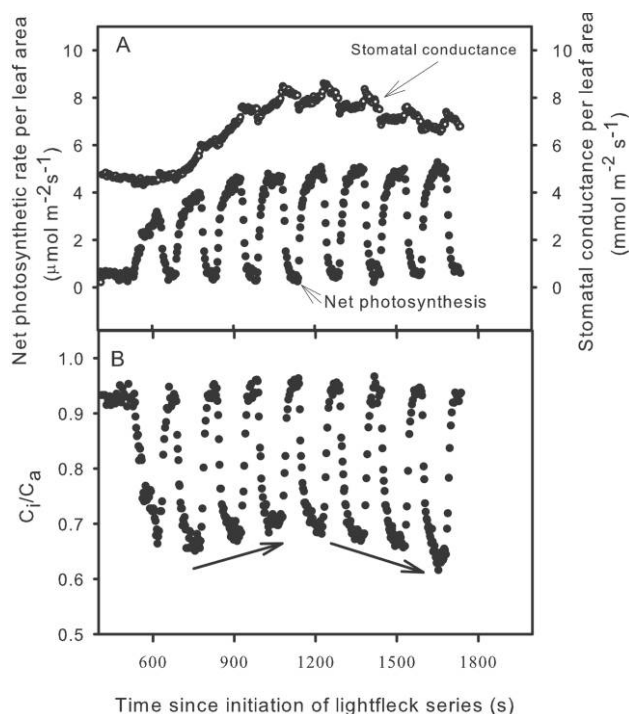 A
Net photosynthetic rate per leaf area
(μmol m-2s-1)
Stomatal conductance per leaf area
(mmol m-2 s-1)
10
8
6
4
2
0
10
8
6
4
2
0
Stomatal conductance
Net photosynthesis
B
Ci/Ca
1.0
0.9
0.8
0.7
0.6
0.5
600 900 1200 1500 1800
Time since initiation of lightfleck series (s)